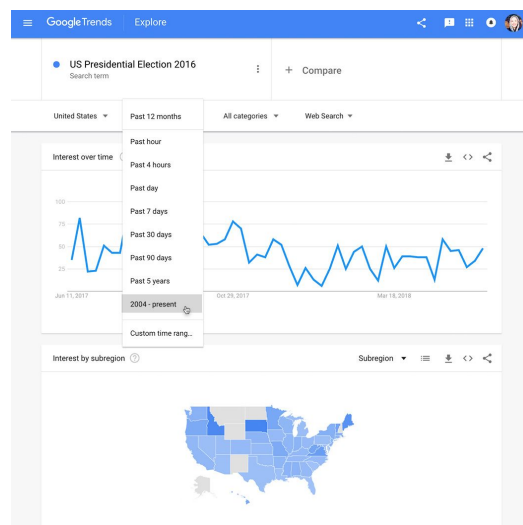 Google Trends Explore
US Presidential Election 2016
Search term
+ Compare
United States
Past 12 months
All categories
Web Search
Past hour
Past 4 hours
Past day
Past 7 days
Past 30 days
Past 90 days
Past 5 years
2004 - present
Custom time rang...
Interest over time
100
75
50
25
Jun 11, 2017
Oct 29, 2017
Mar 18, 2018
Interest by subregion ?
Subregion